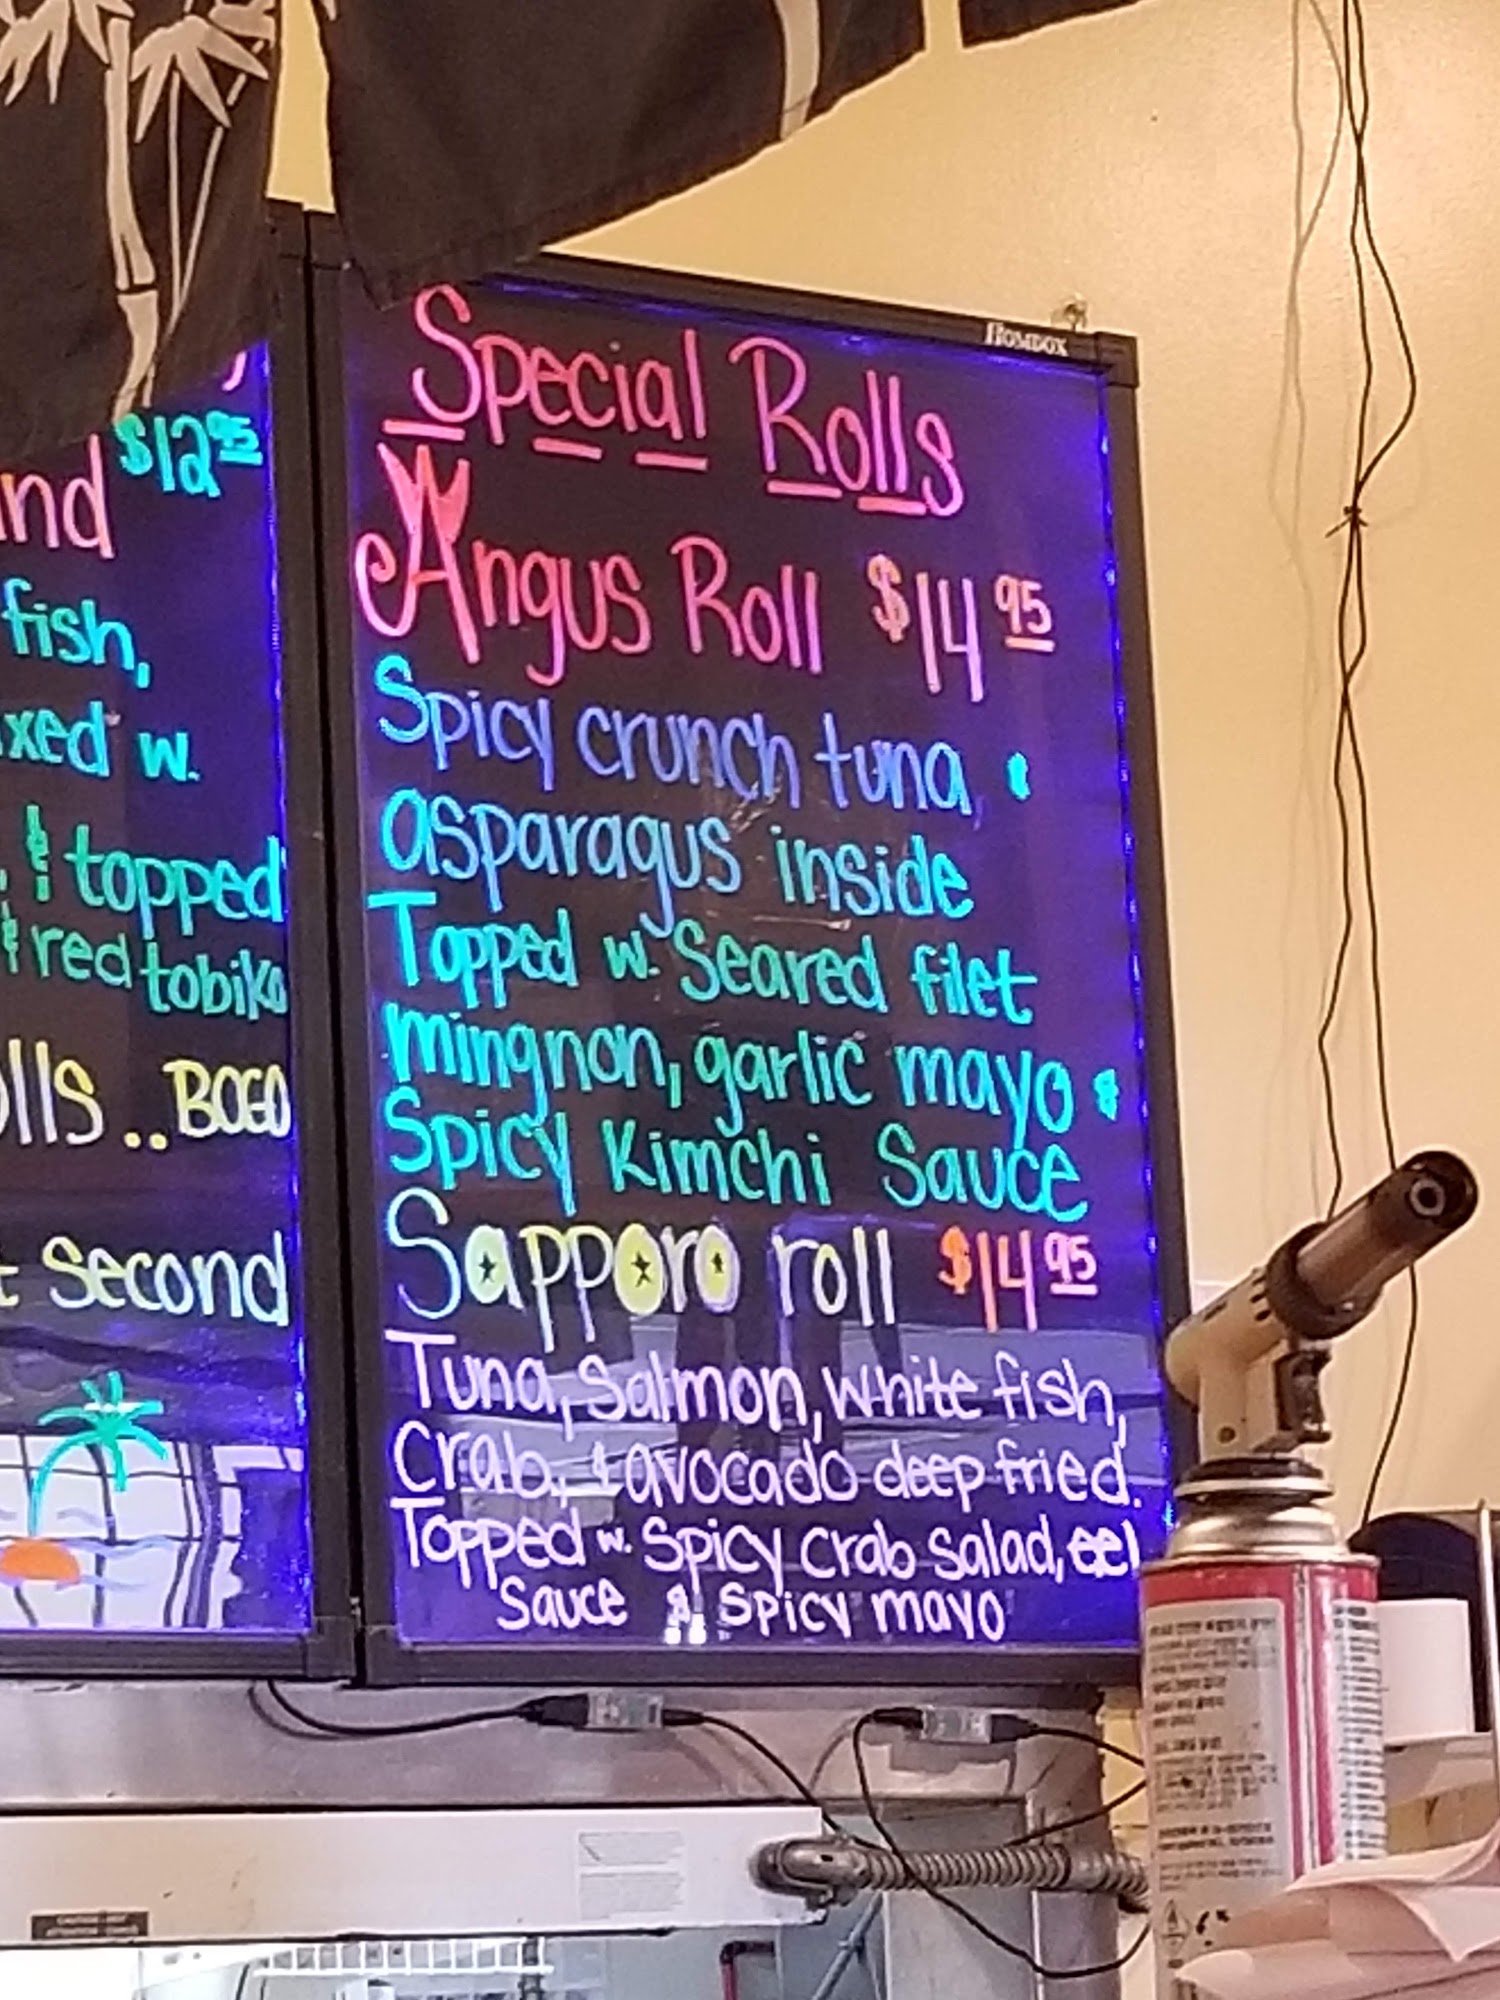 $12 95
nd
fish,
xed w.
& topped
& red tobiko
olls .. BOGO
Second
HOMDOX
Special Rolls
Angus Roll $14 95
Spicy crunch tuna &
asparagus inside
Topped w. Seared filet
mingnon, garlic mayo &
Spicy Kimchi Sauce
Sapporo roll $14 95
Tuna, Salmon, white fish,
Crab, & avocado deep fried.
Topped w. Spicy Crab Salad, eel
Sauce & Spicy mayo